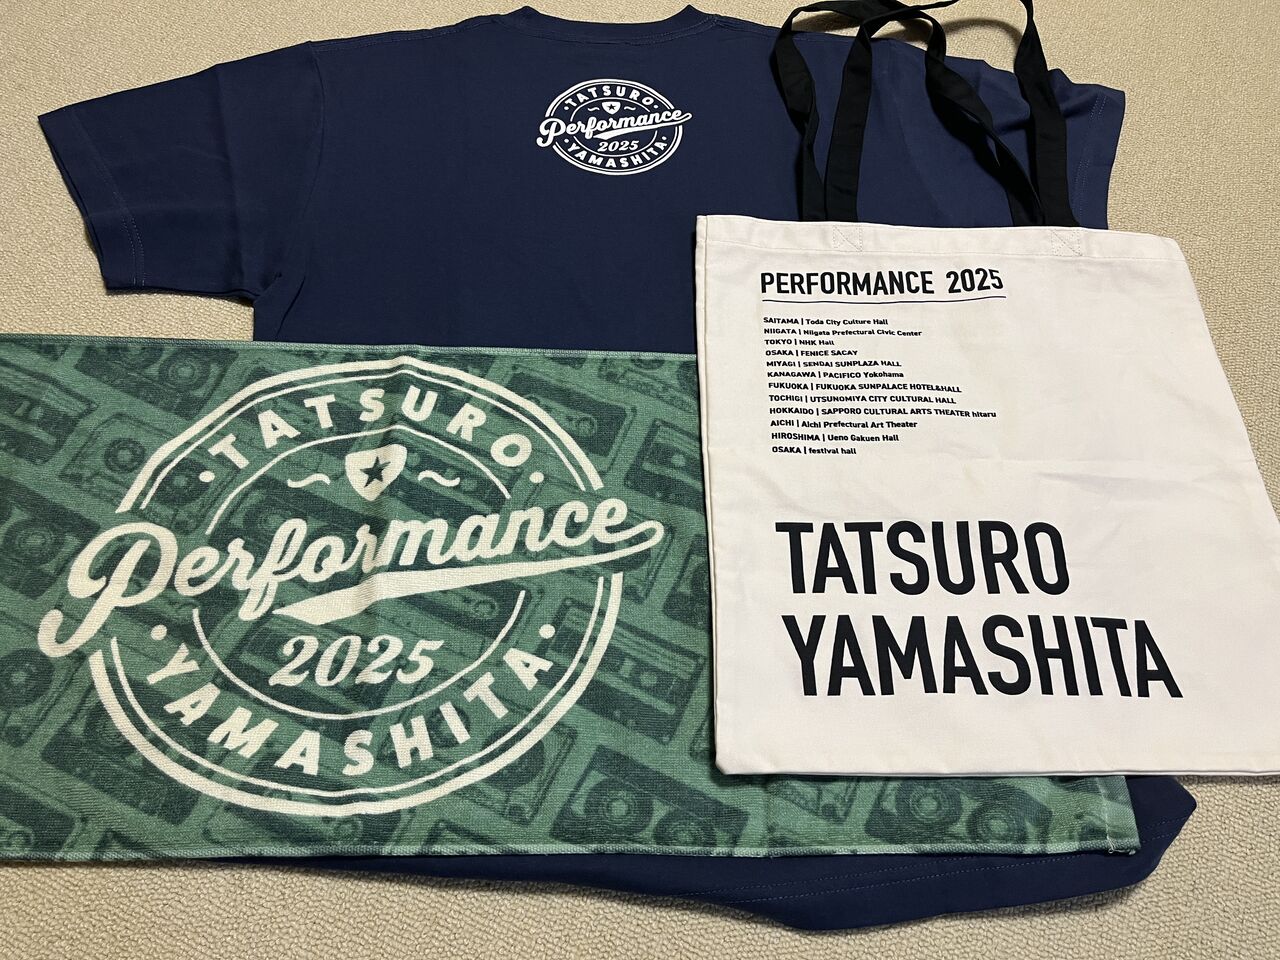 TATSURO
Performance
2025
YAMASHITA
PERFORMANCE 2025
SAITAMA | Toda City Culture Hall
NIIGATA | Niigata Prefectural Civic Center
TOKYO | NHK Hall
OSAKA | FENICE SACAY
MIYAGI | SENDAI SUNPLAZA HALL
KANAGAWA | PACIFICO Yokohama
FUKUOKA | FUKUOKA SUNPALACE HOTEL&HALL
TOCHIGI | UTSUNOMIYA CITY CULTURAL HALL
HOKKAIDO | SAPPORO CULTURAL ARTS THEATER hitaru
AICHI | Aichi Prefectural Art Theater
HIROSHIMA | Ueno Gakuen Hall
OSAKA | festival hall
TATSURO
YAMASHITA
TATSURO
Performance
2025
YAMASHITA